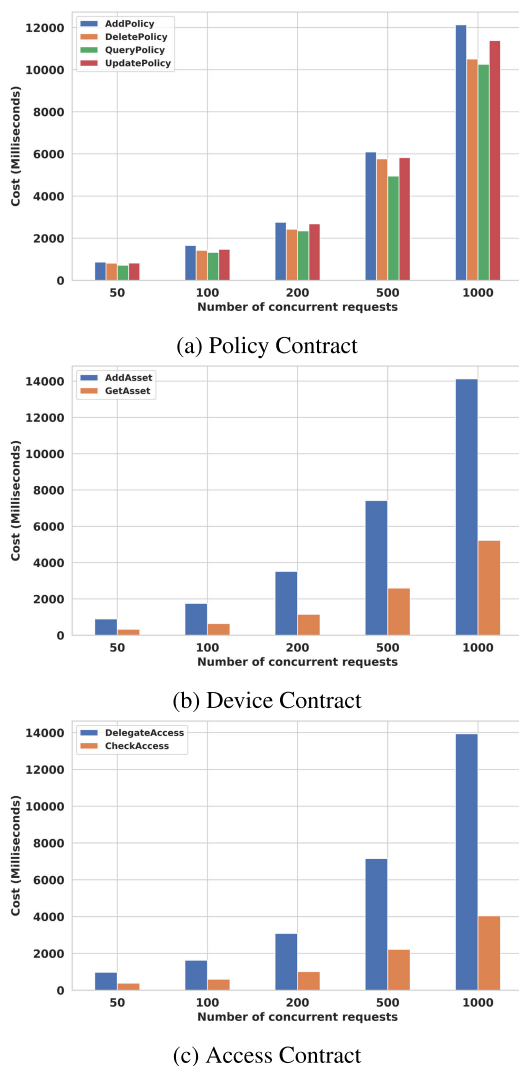 AddPolicy
DeletePolicy
QueryPolicy
UpdatePolicy
12000
10000
8000
6000
4000
2000
0
Cost (Milliseconds)
50 100 200 500 1000
Number of concurrent requests
(a) Policy Contract
AddAsset
GetAsset
14000
12000
10000
8000
6000
4000
2000
0
Cost (Milliseconds)
50 100 200 500 1000
Number of concurrent requests
(b) Device Contract
DelegateAccess
CheckAccess
14000
12000
10000
8000
6000
4000
2000
0
Cost (Milliseconds)
50 100 200 500 1000
Number of concurrent requests
(c) Access Contract